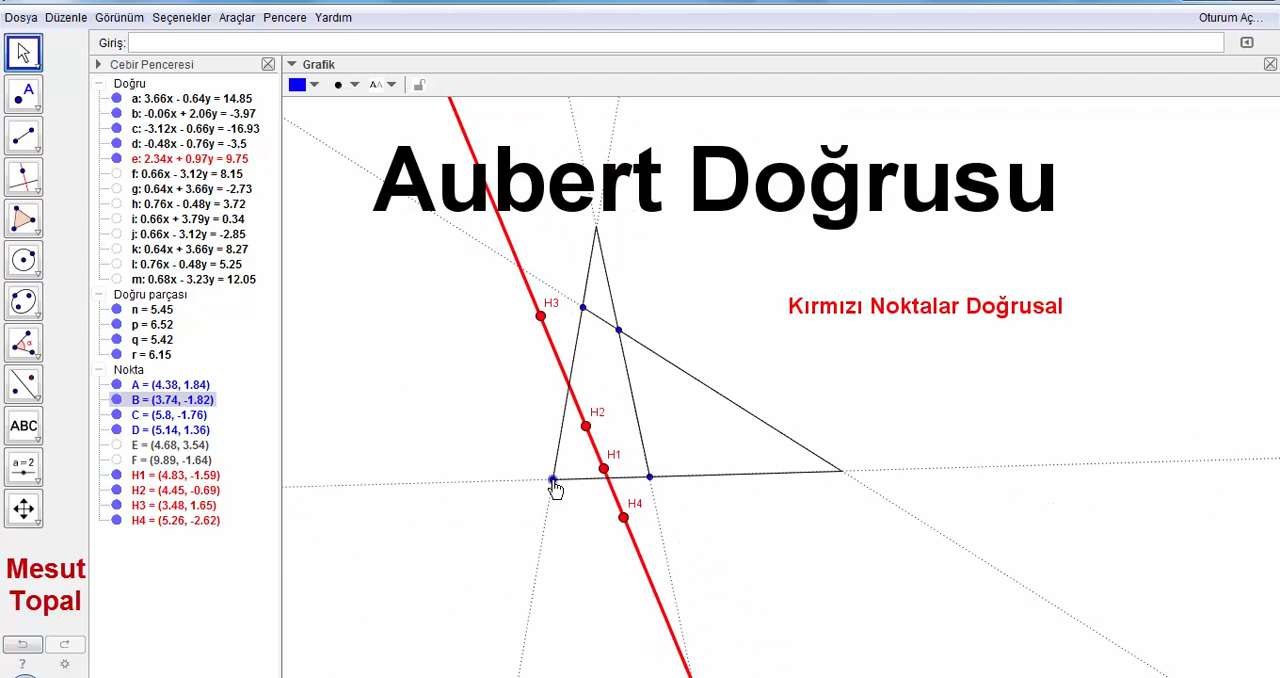 Dosya Düzenle Görünüm Seçenekler Araçlar Pencere Yardım Oturum Aç...
Giriş:
Cebir Penceresi
Grafik
AA
Doğru
a: 3.66x - 0.64y = 14.85
b: -0.06x + 2.06y = -3.97
c: -3.12x - 0.66y = -16.93
d: -0.48x - 0.76y = -3.5
e: 2.34x + 0.97y = 9.75
f: 0.66x - 3.12y = 8.15
g: 0.64x + 3.66y = -2.73
h: 0.76x - 0.48y = 3.72
i: 0.66x + 3.79y = 0.34
j: 0.66x - 3.12y = -2.85
k: 0.64x + 3.66y = 8.27
l: 0.76x - 0.48y = 5.25
m: 0.68x - 3.23y = 12.05
Doğru parçası
n = 5.45
p = 6.52
q = 5.42
r = 6.15
Nokta
A = (4.38, 1.84)
B = (3.74, -1.82)
C = (5.8, -1.76)
D = (5.14, 1.36)
E = (4.68, 3.54)
F = (9.89, -1.64)
H1 = (4.83, -1.59)
H2 = (4.45, -0.69)
H3 = (3.48, 1.65)
H4 = (5.26, -2.62)
A
α
ABC
a=2
Mesut
Topal
?
Aubert Doğrusu
Kırmızı Noktalar Doğrusal
H3
H2
H1
H4